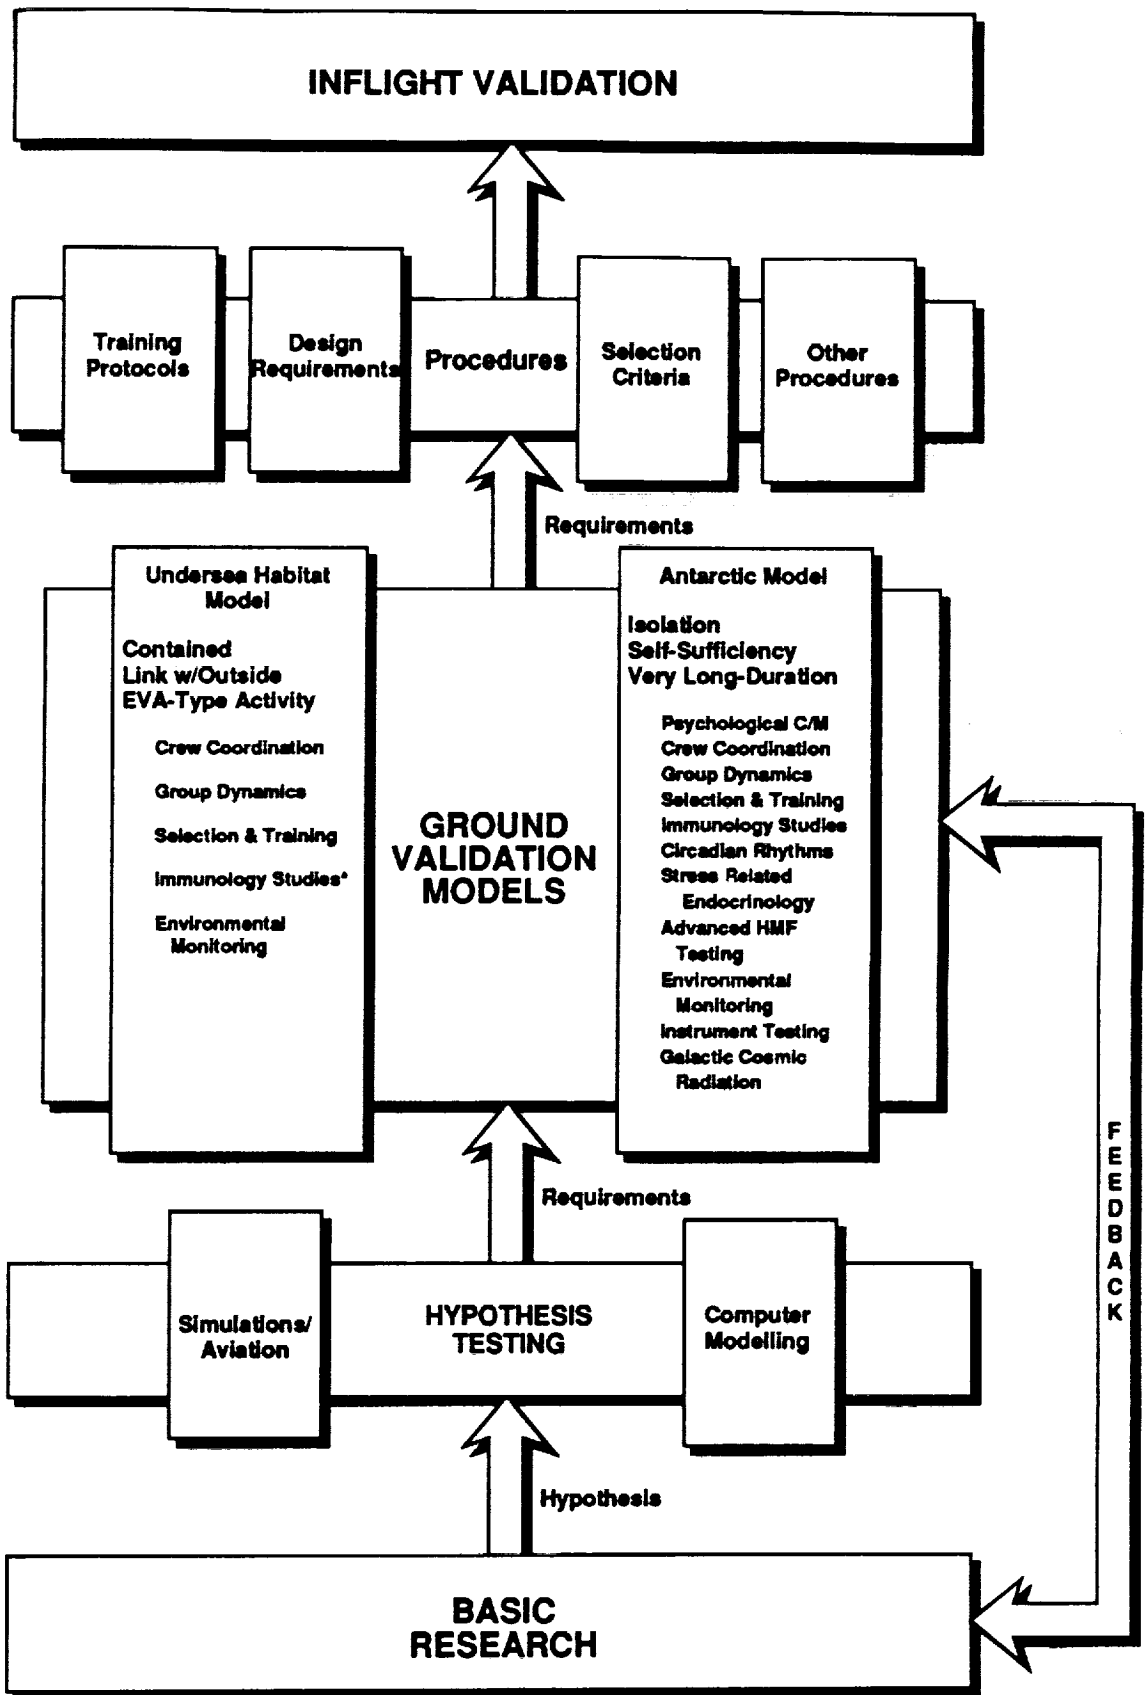 INFLIGHT VALIDATION
Training
Protocols
Design
Requirements
Procedures
Selection
Criteria
Other
Procedures
Requirements
Undersea Habitat
Model
Contained
Link w/Outside
EVA-Type Activity
Crew Coordination
Group Dynamics
Selection & Training
Immunology Studies*
Environmental
Monitoring
GROUND
VALIDATION
MODELS
Antarctic Model
Isolation
Self-Sufficiency
Very Long-Duration
Psychological C/M
Crew Coordination
Group Dynamics
Selection & Training
Immunology Studies
Circadian Rhythms
Stress Related
Endocrinology
Advanced HMF
Testing
Environmental
Monitoring
Instrument Testing
Galactic Cosmic
Radiation
FEEDBACK
Requirements
Simulations/
Aviation
HYPOTHESIS
TESTING
Computer
Modelling
Hypothesis
BASIC
RESEARCH